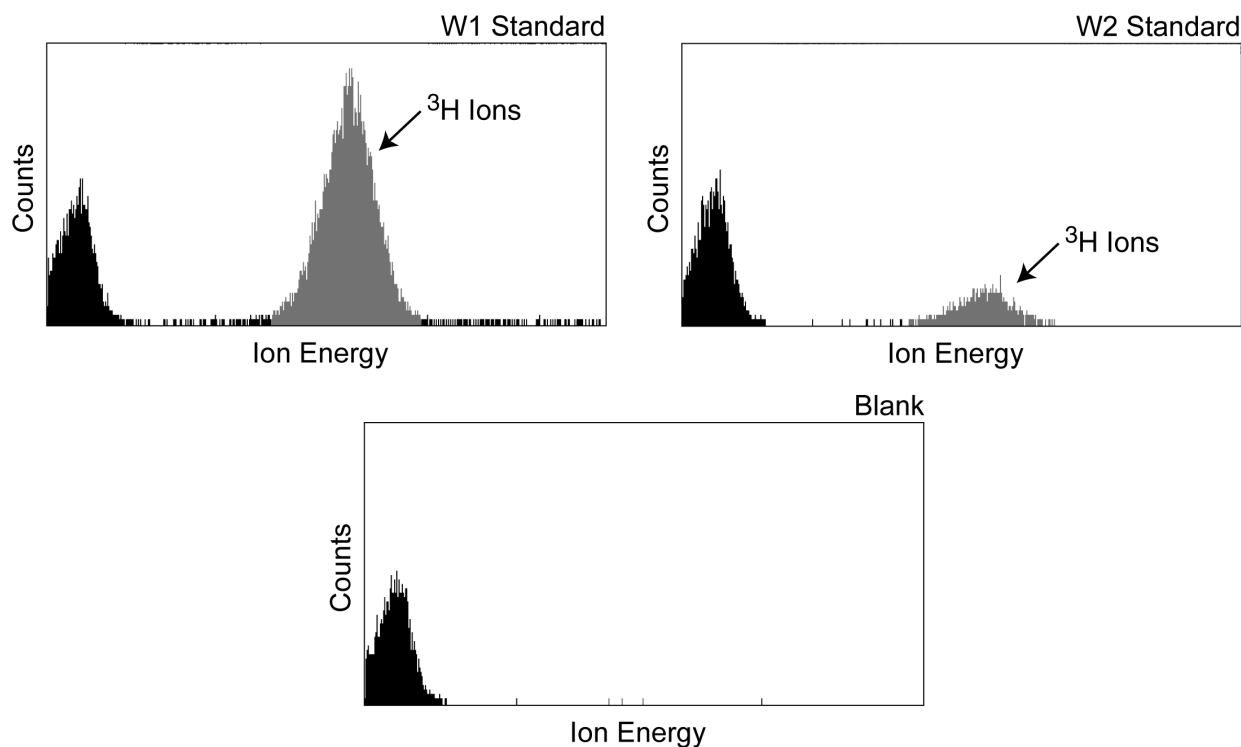 W1 Standard
³H Ions
Counts
Ion Energy
W2 Standard
³H Ions
Counts
Ion Energy
Blank
Counts
Ion Energy